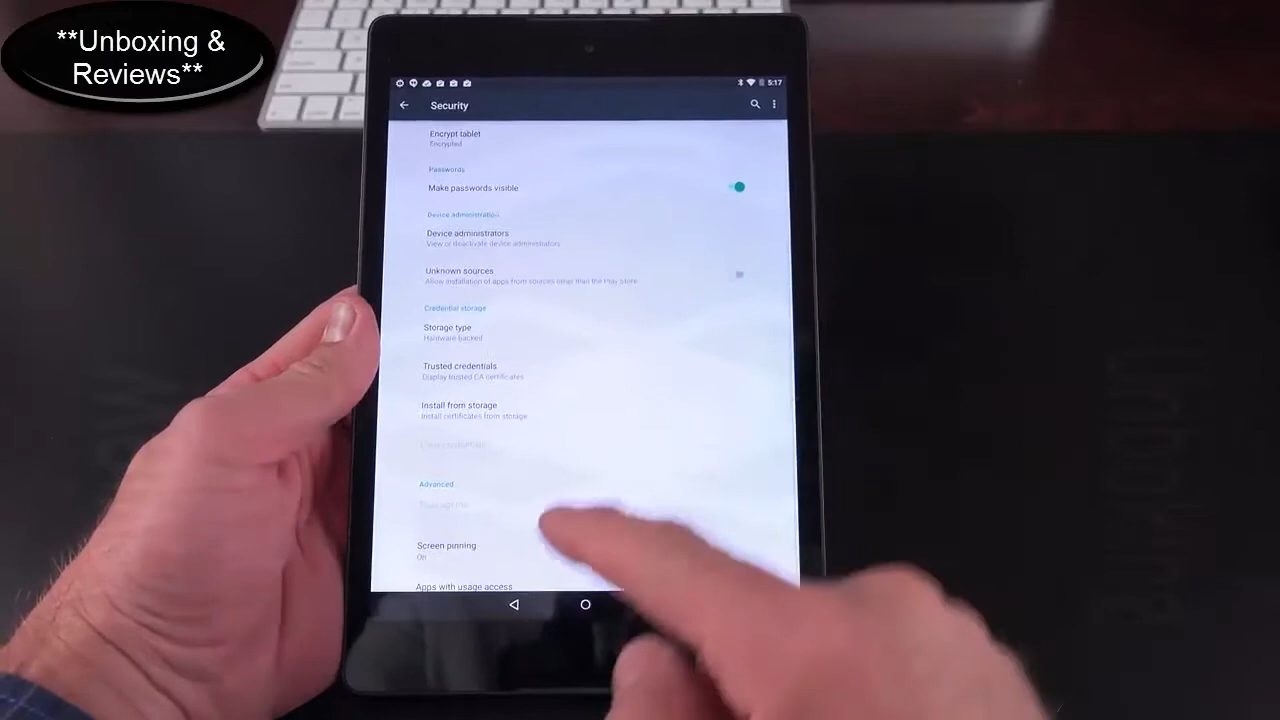 **Unboxing &
Reviews**
5:17
Security
Encrypt tablet
Encrypted
Passwords
Make passwords visible
Device administration
Device administrators
View or deactivate device administrators
Unknown sources
Allow installation of apps from sources other than the Play Store
Credential storage
Storage type
Hardware backed
Trusted credentials
Display trusted CA certificates
Install from storage
Install certificates from storage
Advanced
Screen pinning
On
Apps with usage access